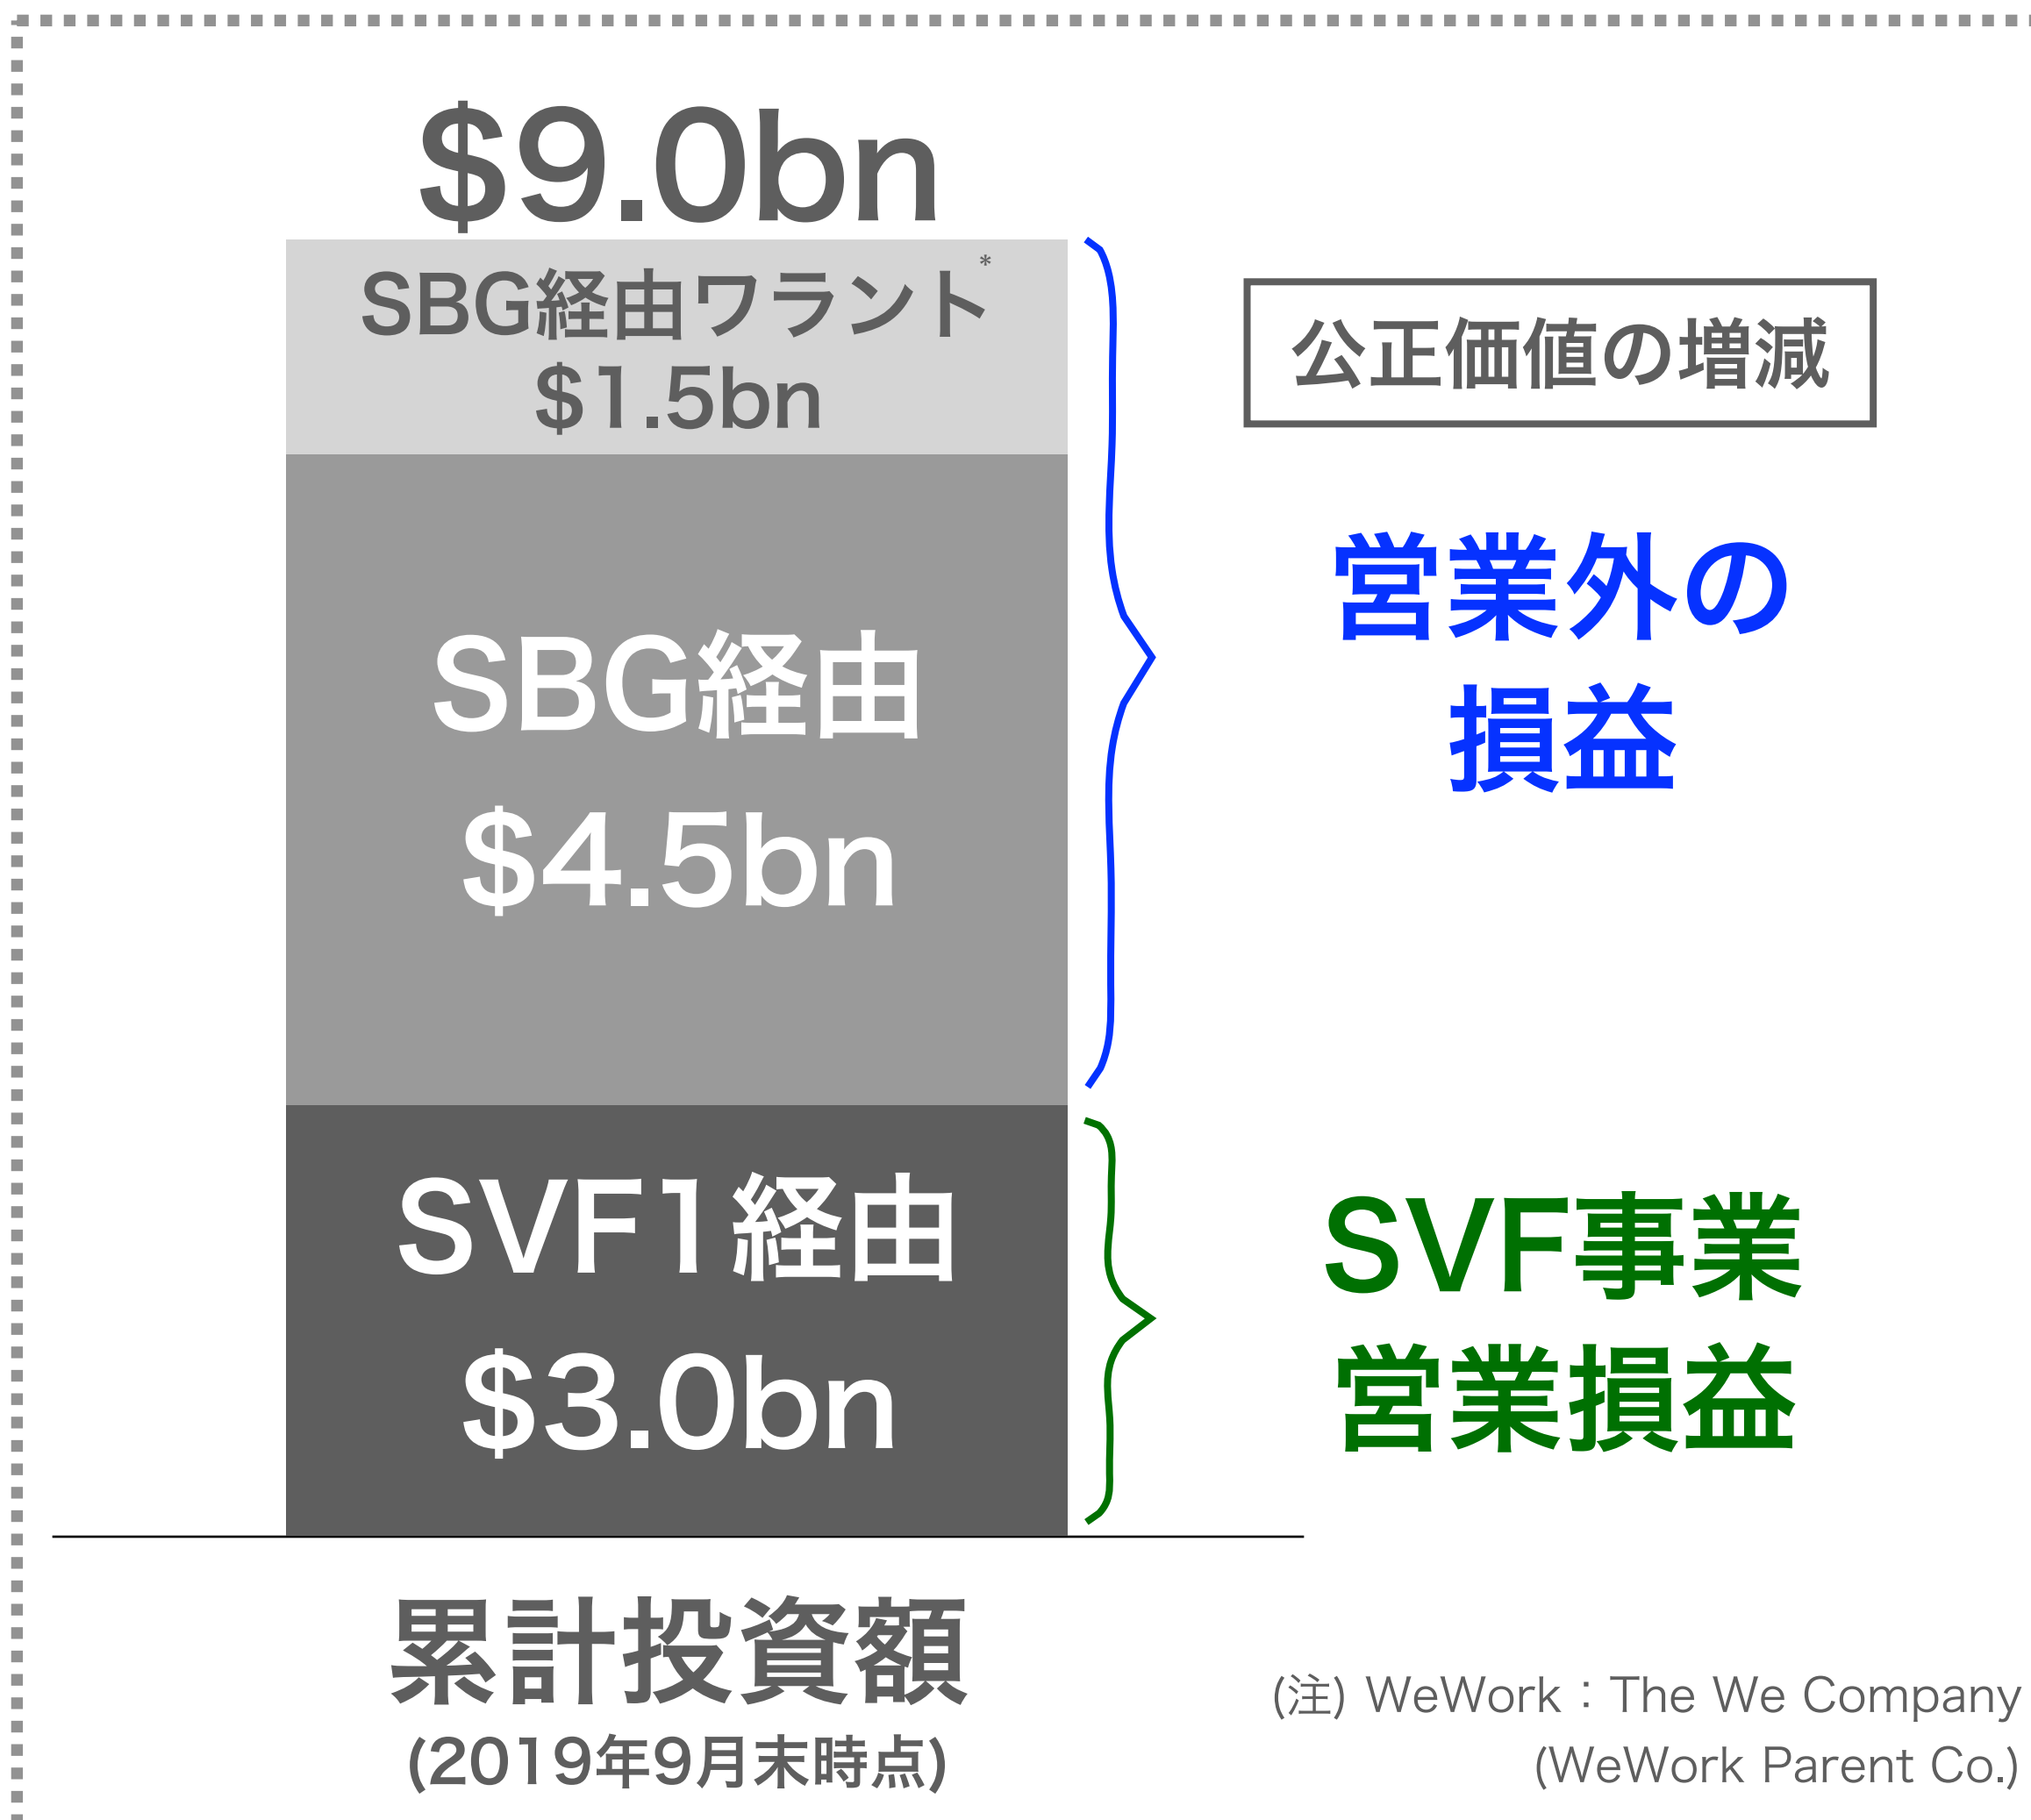 $9.0bn
SBG経由ワラント*
$1.5bn
SBG経由
$4.5bn
SVF1経由
$3.0bn
公正価値の増減
営業外の
損益
SVF事業
営業損益
累計投資額
(2019年9月末時点)
(注) WeWork：The We Company
(WeWork Parent Co.)